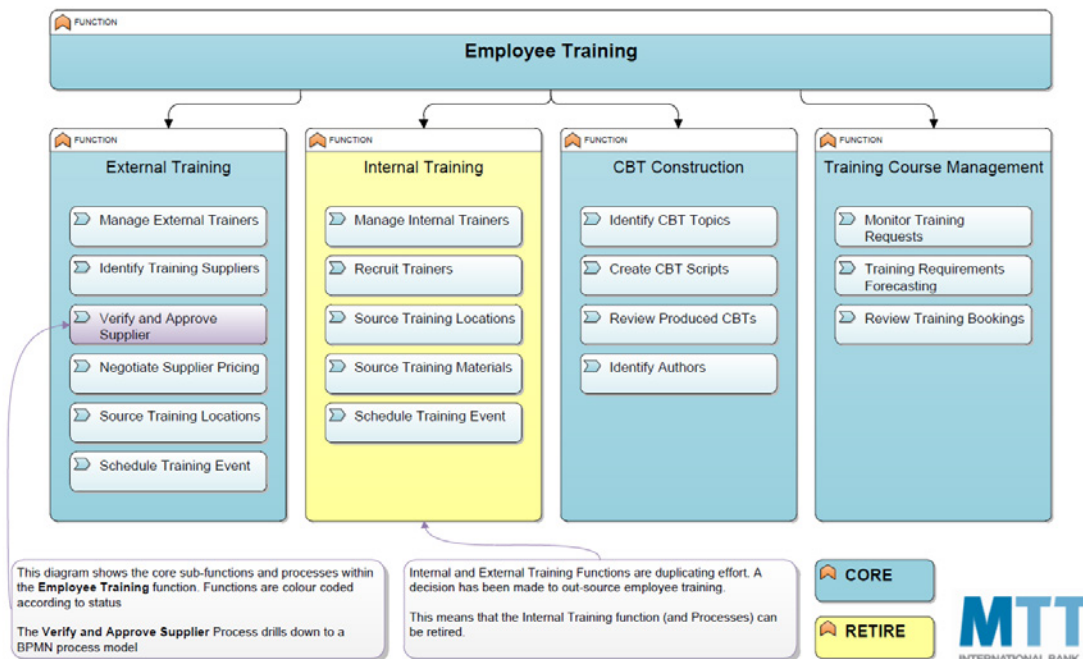 FUNCTION
Employee Training
FUNCTION
External Training
Manage External Trainers
Identify Training Suppliers
Verify and Approve
Supplier
Negotiate Supplier Pricing
Source Training Locations
Schedule Training Event
FUNCTION
Internal Training
Manage Internal Trainers
Recruit Trainers
Source Training Locations
Source Training Materials
Schedule Training Event
FUNCTION
CBT Construction
Identify CBT Topics
Create CBT Scripts
Review Produced CBTs
Identify Authors
FUNCTION
Training Course Management
Monitor Training
Requests
Training Requirements
Forecasting
Review Training Bookings
This diagram shows the core sub-functions and processes within
the Employee Training function. Functions are colour coded
according to status
The Verify and Approve Supplier Process drills down to a
BPMN process model
Internal and External Training Functions are duplicating effort. A
decision has been made to out-source employee training.
This means that the Internal Training function (and Processes) can
be retired.
CORE
RETIRE
MTT
INTERNATIONAL BANK